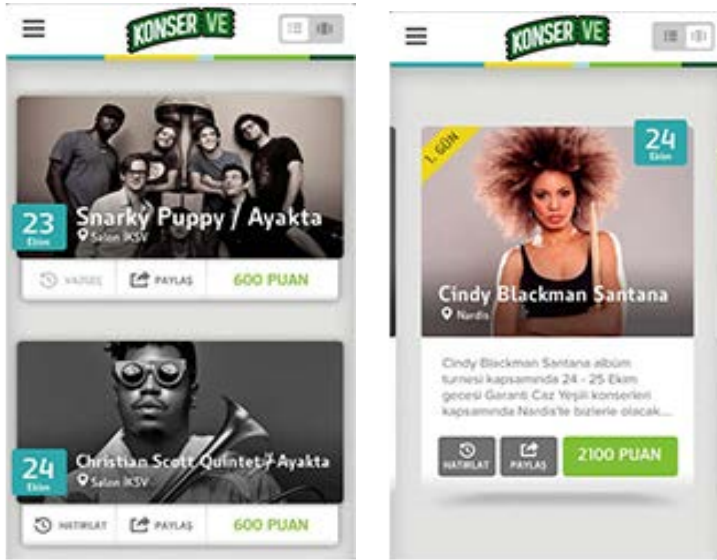 KONSER VE
23
Ekim
Snarky Puppy / Ayakta
Salon İKSV
VAZGEÇ
PAYLAŞ
600 PUAN
24
Ekim
Christian Scott Quintet / Ayakta
Salon İKSV
HATIRLAT
PAYLAŞ
600 PUAN
KONSER VE
1. GÜN
24
Ekim
Cindy Blackman Santana
Nardis
Cindy Blackman Santana albüm
turnesi kapsamında 24 - 25 Ekim
gecesi Garanti Caz Yeşili konserleri
kapsamında Nardis'te bizlerle olacak....
HATIRLAT
PAYLAŞ
2100 PUAN